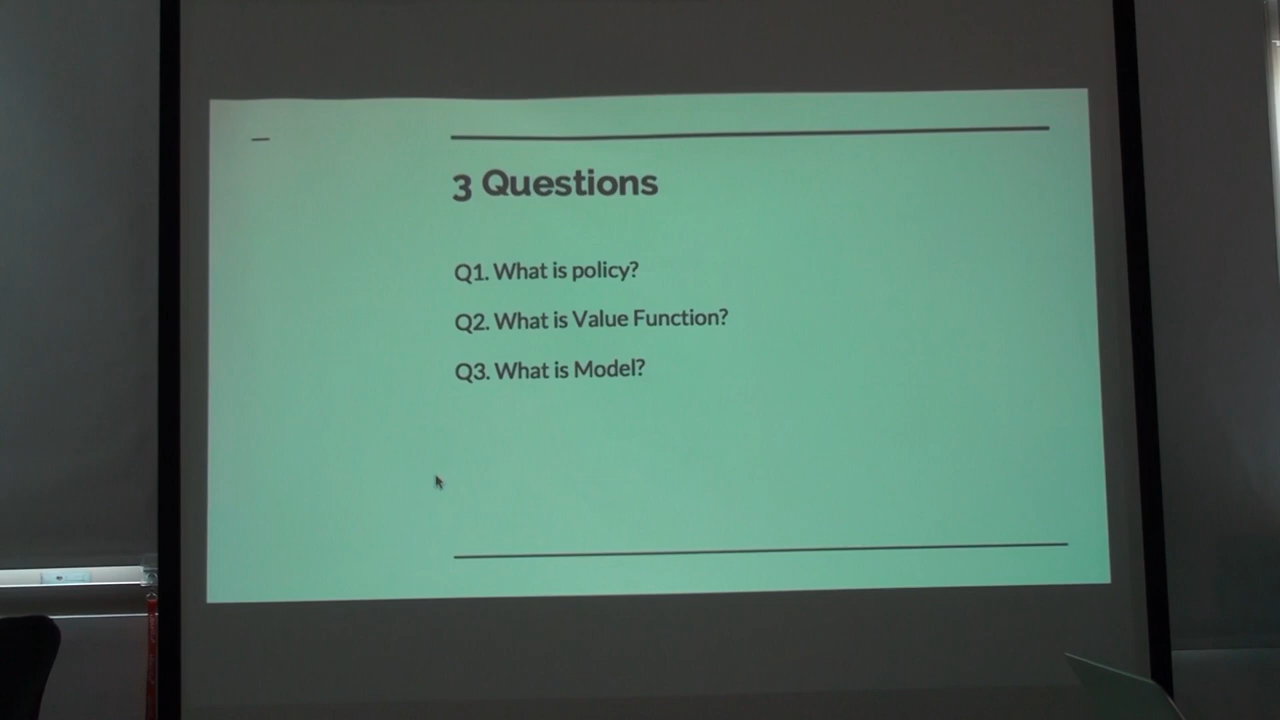 3 Questions
Q1. What is policy?
Q2. What is Value Function?
Q3. What is Model?